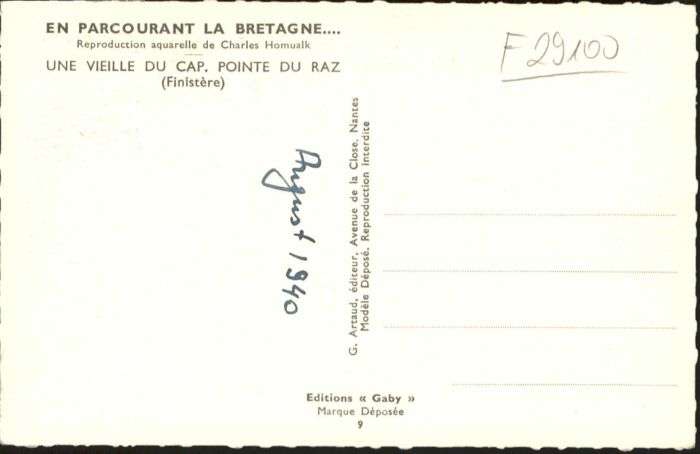 EN PARCOURANT LA BRETAGNE....
Reproduction aquarelle de Charles Homualk
UNE VIEILLE DU CAP. POINTE DU RAZ
(Finistère)
F 29100
August 1940
G. Artaud, éditeur, Avenue de la Close, Nantes
Modèle Déposé. Reproduction Interdite
Editions « Gaby »
Marque Déposée
9